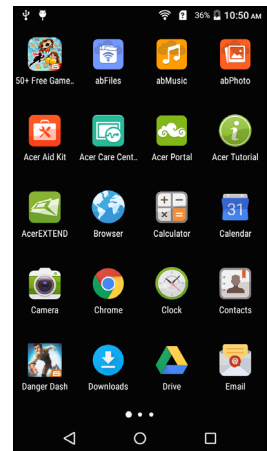 36% 10:50 AM
50+ Free Game.. abFiles abMusic abPhoto
Acer Aid Kit Acer Care Cent.. Acer Portal Acer Tutorial
31
AcerEXTEND Browser Calculator Calendar
Camera Chrome Clock Contacts
Danger Dash Downloads Drive Email